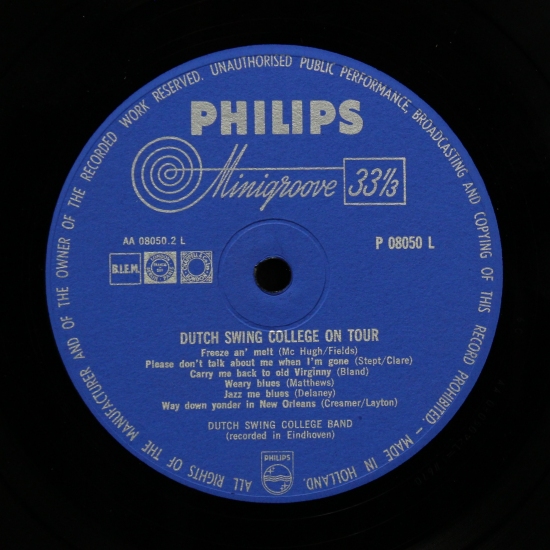 ALL RIGHTS OF THE MANUFACTURER AND OF THE OWNER OF THE RECORDED WORK RESERVED. UNAUTHORISED PUBLIC PERFORMANCE, BROADCASTING AND COPYING OF THIS RECORD PROHIBITED - MADE IN HOLLAND.
PHILIPS
Minigroove 33⅓
AA 08050.2 L
P 08050 L
B.I.E.M.
DUTCH SWING COLLEGE ON TOUR
Freeze an' melt (Mc Hugh/Fields)
Please don't talk about me when I'm gone (Stept/Clare)
Carry me back to old Virginny (Bland)
Weary blues (Matthews)
Jazz me blues (Delaney)
Way down yonder in New Orleans (Creamer/Layton)
DUTCH SWING COLLEGE BAND
(recorded in Eindhoven)
PHILIPS